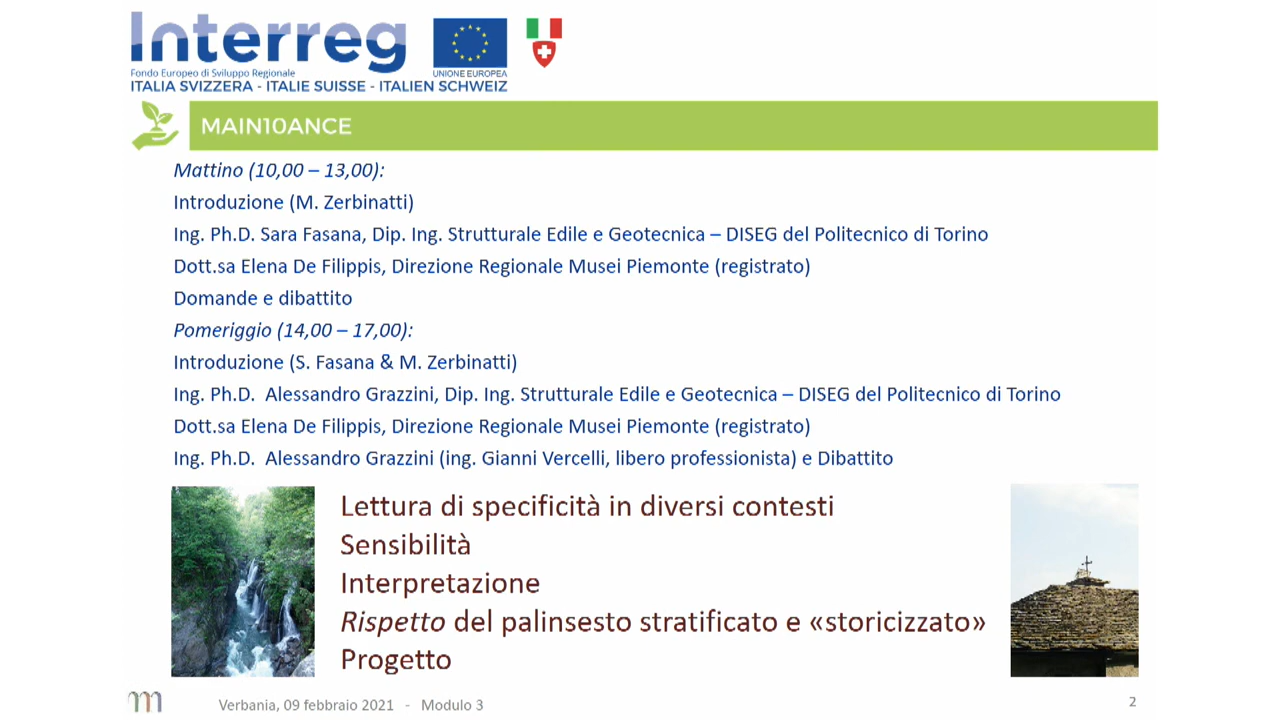 Interreg
Fondo Europeo di Sviluppo Regionale
UNIONE EUROPEA
ITALIA SVIZZERA - ITALIE SUISSE - ITALIEN SCHWEIZ
MAIN10ANCE
Mattino (10,00 – 13,00):
Introduzione (M. Zerbinatti)
Ing. Ph.D. Sara Fasana, Dip. Ing. Strutturale Edile e Geotecnica – DISEG del Politecnico di Torino
Dott.sa Elena De Filippis, Direzione Regionale Musei Piemonte (registrato)
Domande e dibattito
Pomeriggio (14,00 – 17,00):
Introduzione (S. Fasana & M. Zerbinatti)
Ing. Ph.D. Alessandro Grazzini, Dip. Ing. Strutturale Edile e Geotecnica – DISEG del Politecnico di Torino
Dott.sa Elena De Filippis, Direzione Regionale Musei Piemonte (registrato)
Ing. Ph.D. Alessandro Grazzini (ing. Gianni Vercelli, libero professionista) e Dibattito
Lettura di specificità in diversi contesti
Sensibilità
Interpretazione
Rispetto del palinsesto stratificato e «storicizzato»
Progetto
m
Verbania, 09 febbraio 2021 - Modulo 3
2